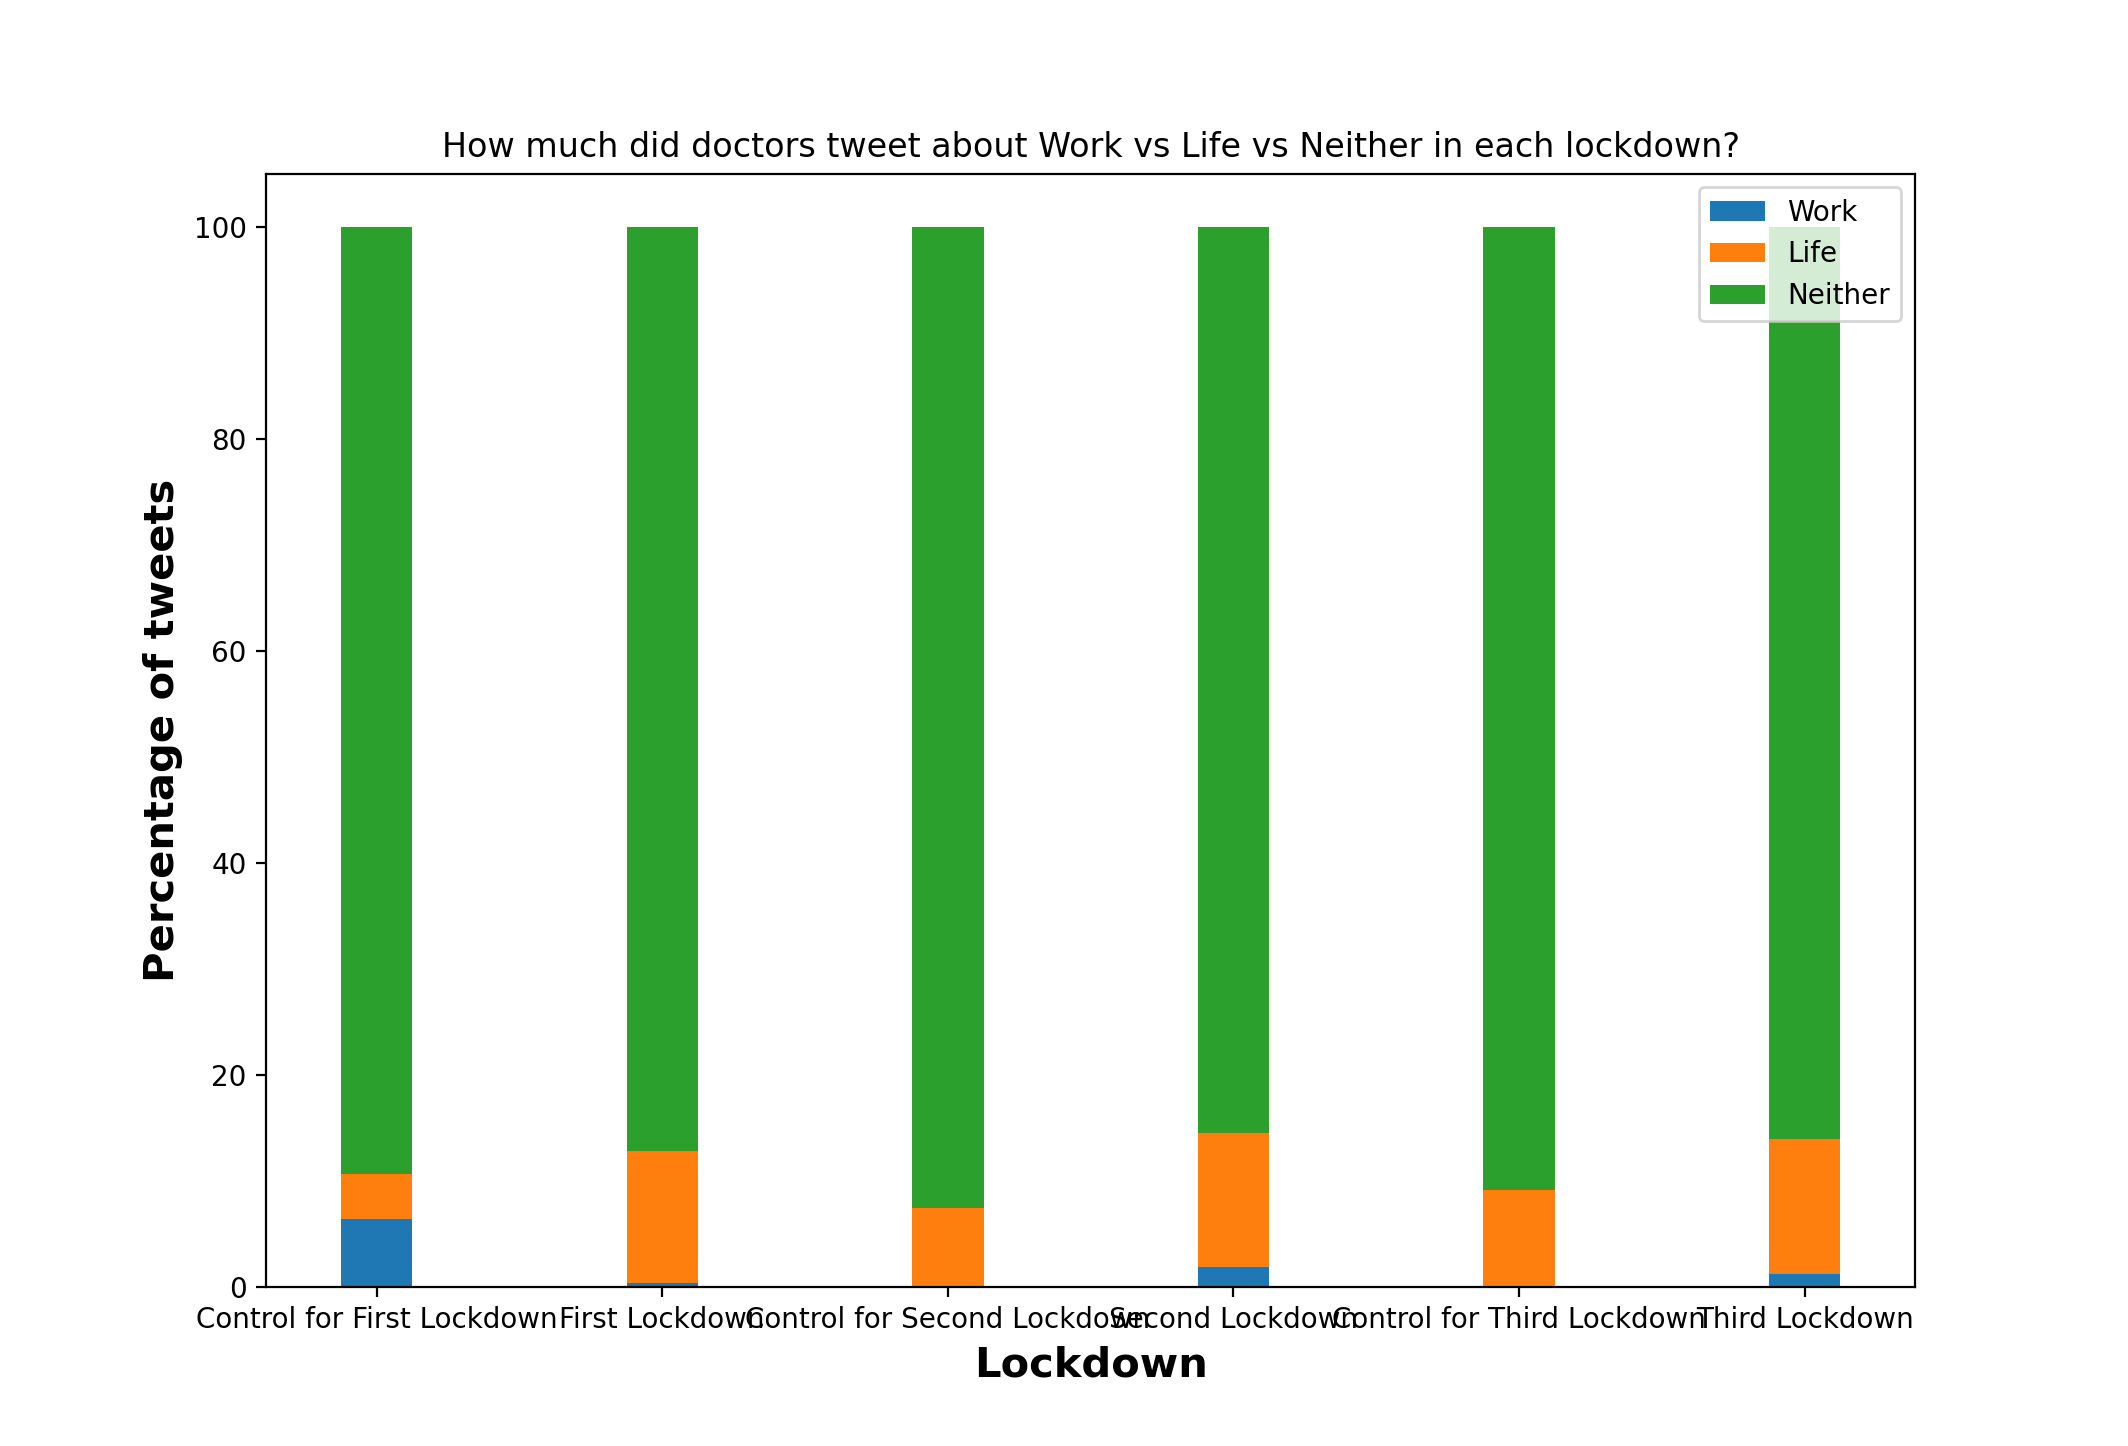 How much did doctors tweet about Work vs Life vs Neither in each lockdown?
Work
Life
Neither
100
80
60
40
20
0
Percentage of tweets
Control for First Lockdown
First Lockdown
Control for Second Lockdown
Second Lockdown
Control for Third Lockdown
Third Lockdown
Lockdown